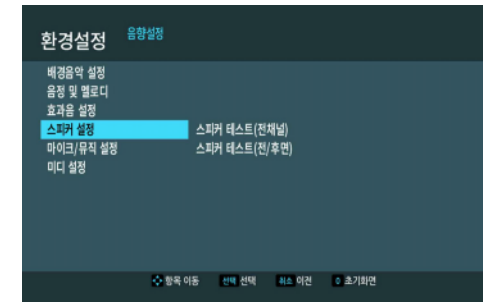 환경설정 음향설정
배경음악 설정
음정 및 멜로디
효과음 설정
스피커 설정 스피커 테스트(전채널)
마이크/뮤직 설정 스피커 테스트(전/후면)
미디 설정
항목 이동 선택 선택 취소 이전 초기화면